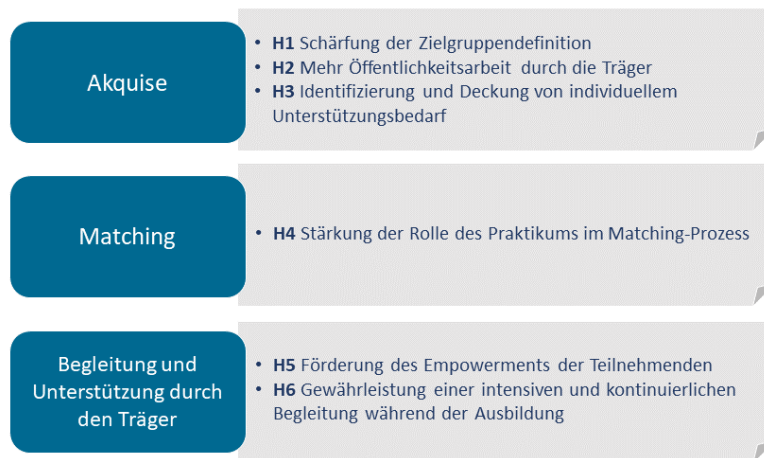 Akquise
• H1 Schärfung der Zielgruppendefinition
• H2 Mehr Öffentlichkeitsarbeit durch die Träger
• H3 Identifizierung und Deckung von individuellem
Unterstützungsbedarf
Matching
• H4 Stärkung der Rolle des Praktikums im Matching-Prozess
Begleitung und
Unterstützung durch
den Träger
• H5 Förderung des Empowerments der Teilnehmenden
• H6 Gewährleistung einer intensiven und kontinuierlichen
Begleitung während der Ausbildung